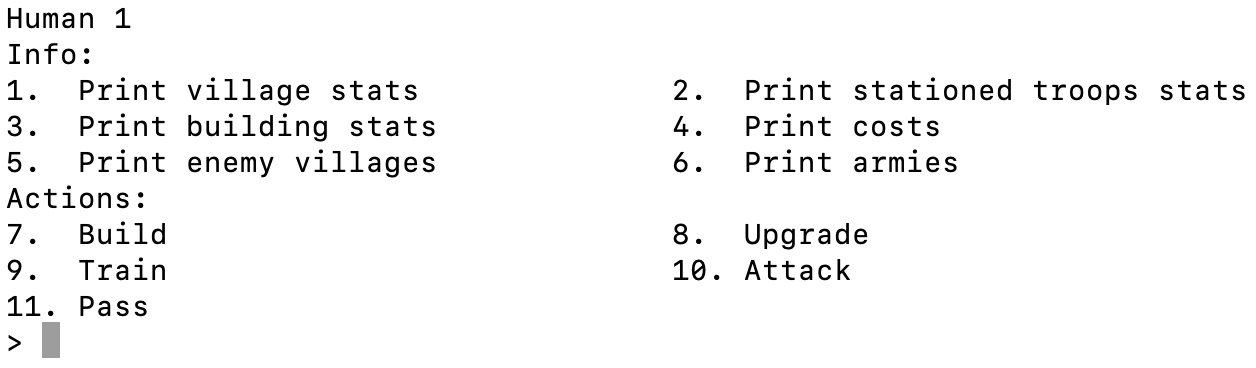 Human 1
Info:
1.  Print village stats              2.  Print stationed troops stats
3.  Print building stats             4.  Print costs
5.  Print enemy villages             6.  Print armies
Actions:
7.  Build                            8.  Upgrade
9.  Train                            10. Attack
11. Pass
>